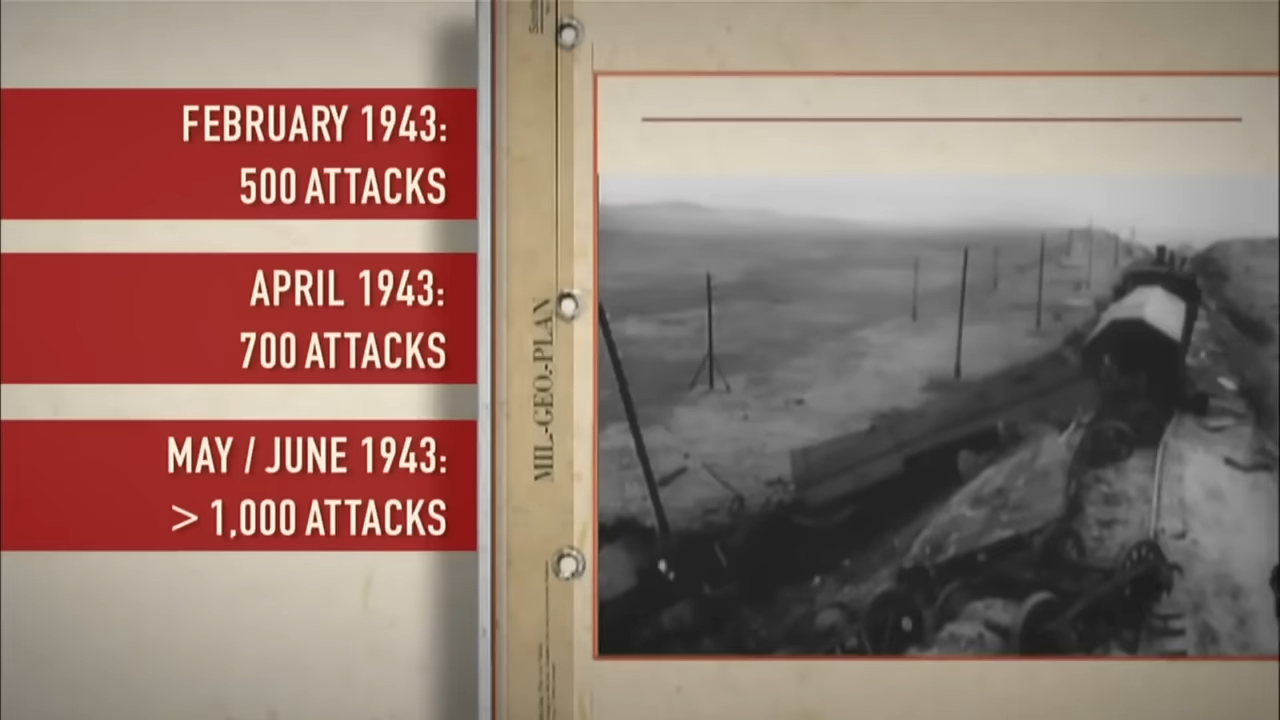 FEBRUARY 1943:
500 ATTACKS
APRIL 1943:
700 ATTACKS
MAY / JUNE 1943:
> 1,000 ATTACKS
MIL.-GEO.-PLAN